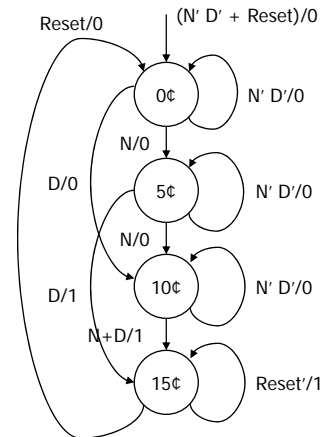 Reset/0
(N' D' + Reset)/0
0¢
N' D'/0
N/0
D/0
5¢
N' D'/0
N/0
10¢
N' D'/0
D/1
N+D/1
15¢
Reset'/1